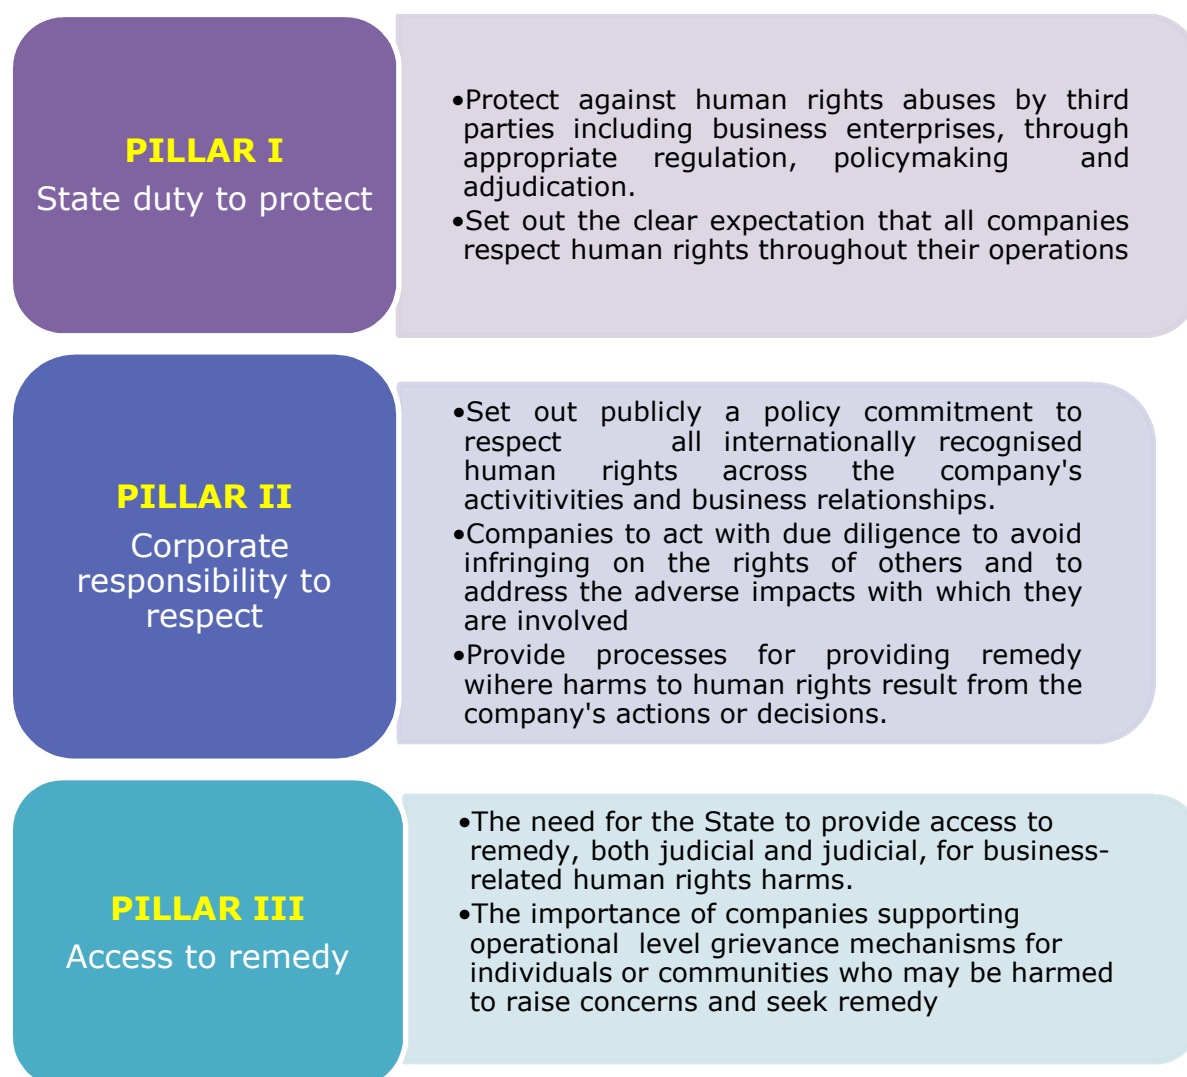 PILLAR I
State duty to protect
•Protect against human rights abuses by third
parties including business enterprises, through
appropriate regulation, policymaking and
adjudication.
•Set out the clear expectation that all companies
respect human rights throughout their operations
PILLAR II
Corporate
responsibility to
respect
•Set out publicly a policy commitment to
respect all internationally recognised
human rights across the company's
activitivities and business relationships.
•Companies to act with due diligence to avoid
infringing on the rights of others and to
address the adverse impacts with which they
are involved
•Provide processes for providing remedy
wihere harms to human rights result from the
company's actions or decisions.
PILLAR III
Access to remedy
•The need for the State to provide access to
remedy, both judicial and judicial, for business-
related human rights harms.
•The importance of companies supporting
operational level grievance mechanisms for
individuals or communities who may be harmed
to raise concerns and seek remedy